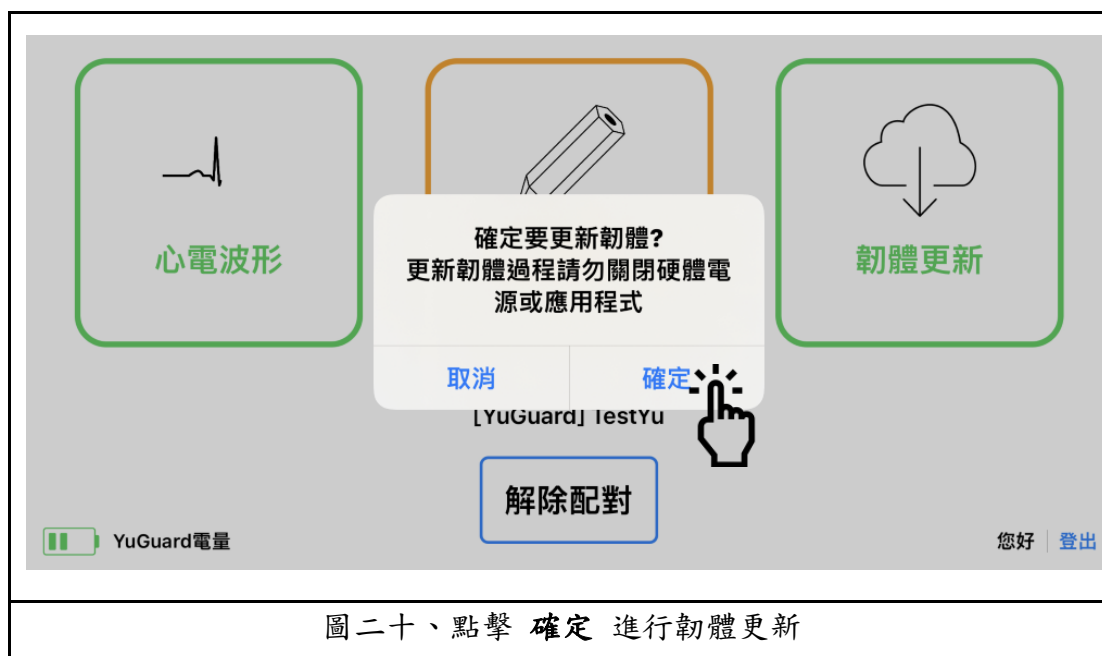 心電波形
韌體更新
確定要更新韌體?
更新韌體過程請勿關閉硬體電
源或應用程式
取消
確定
[YuGuard] TestYu
解除配對
YuGuard電量
您好
登出
圖二十、點擊 確定 進行韌體更新